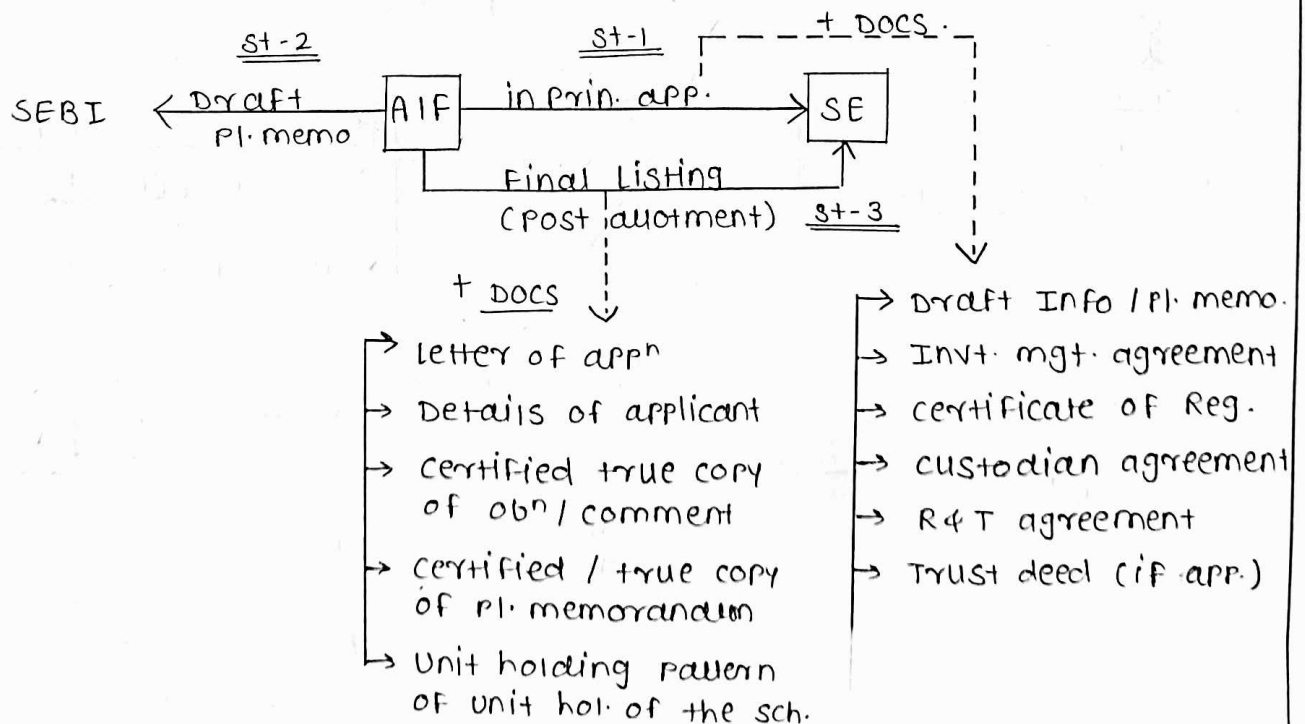 + DOCS.
St-2
St-1
SEBI
Draft
Pl. memo
AIF
in prin. app.
SE
Final Listing
(Post allotment)
St-3
+ DOCS
Letter of appⁿ
Details of applicant
Certified true copy
of obⁿ / comment
Certified / true copy
of Pl. memorandum
Unit holding pattern
of unit hol. of the sch.
Draft Info / Pl. memo.
Invt. mgt. agreement
Certificate of Reg.
Custodian agreement
R & T agreement
Trust deed (if app.)